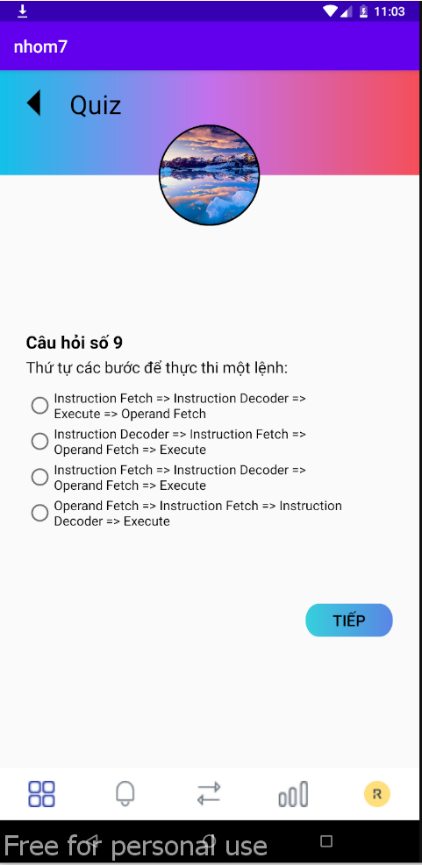 11:03
nhom7
Quiz
Câu hỏi số 9
Thứ tự các bước để thực thi một lệnh:
Instruction Fetch => Instruction Decoder =>
Execute => Operand Fetch
Instruction Decoder => Instruction Fetch =>
Operand Fetch => Execute
Instruction Fetch => Instruction Decoder =>
Operand Fetch => Execute
Operand Fetch => Instruction Fetch => Instruction
Decoder => Execute
TIẾP
R
Free for personal use